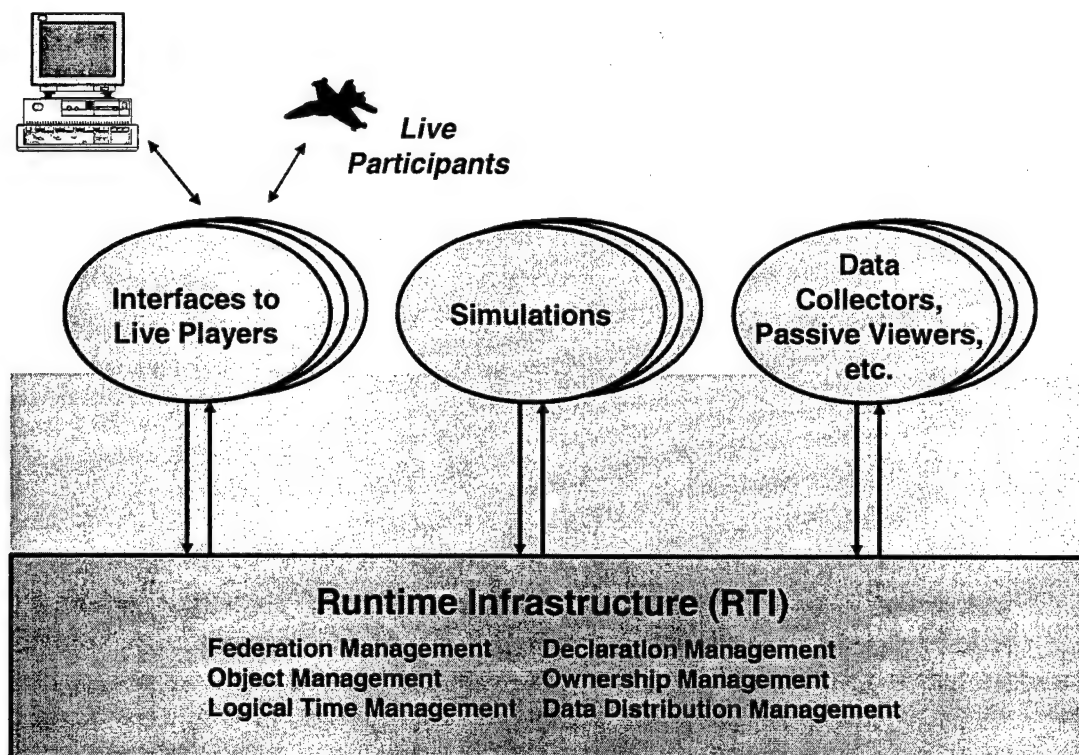 Live
Participants
Interfaces to
Live Players
Simulations
Data
Collectors,
Passive Viewers,
etc.
Runtime Infrastructure (RTI)
Federation Management Declaration Management
Object Management Ownership Management
Logical Time Management Data Distribution Management